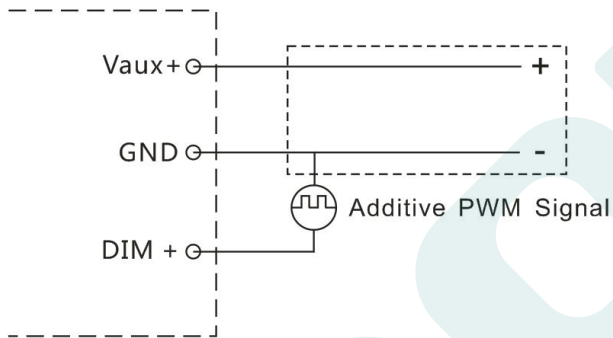 Vaux+
+
GND
-
Additive PWM Signal
DIM +